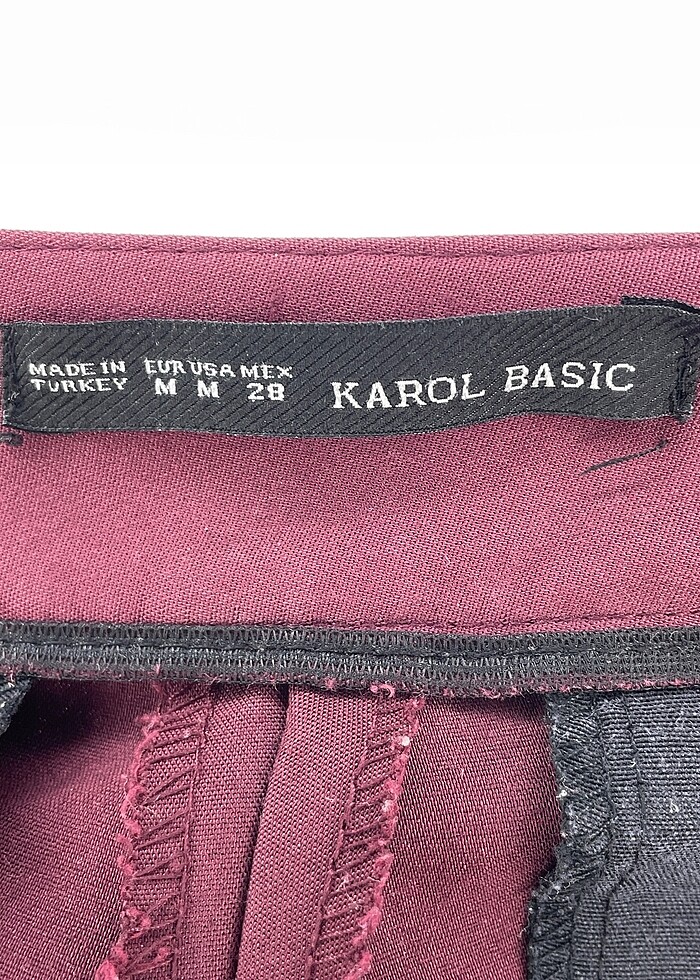 MADE IN EUR USA MEX
TURKEY M M 28 KAROL BASIC